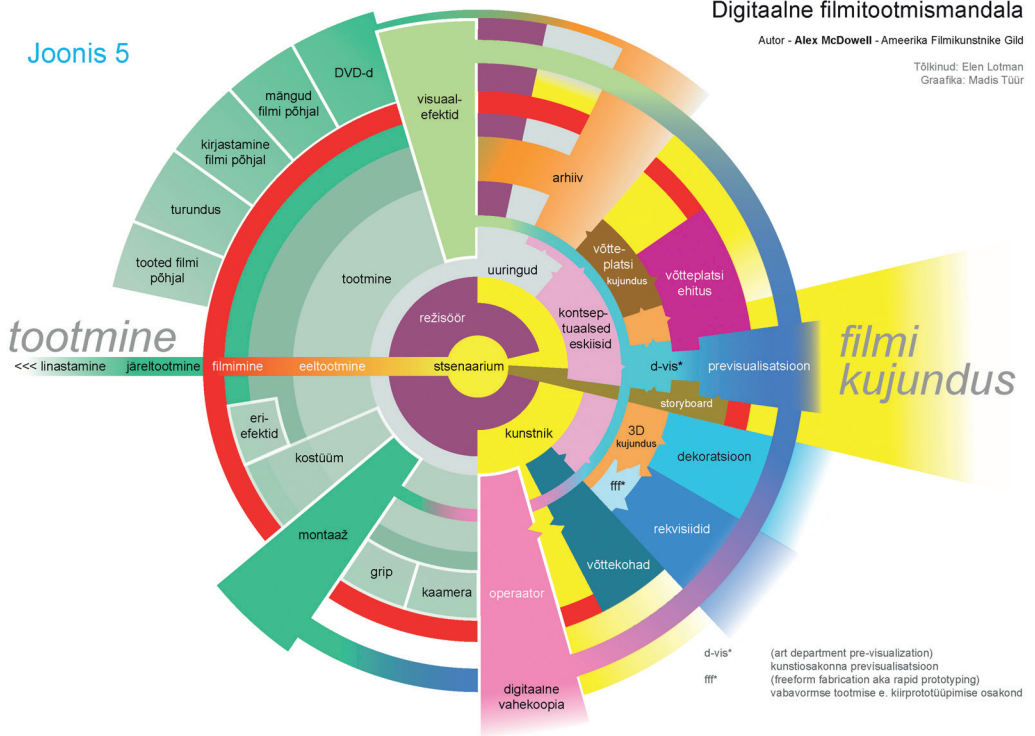 Digitaalne filmitootmismandala
Autor - Alex McDowell - Ameerika Filmikunstnike Gild
Tõlkinud: Elen Lotman
Graafika: Madis Tüür
Joonis 5
DVD-d
mängud
filmi põhjal
kirjastamine
filmi põhjal
turundus
tooted filmi
põhjal
visuaal-
efektid
arhiiv
tootmine
uuringud
võtte-
platsi
kujundus
võtteplatsi
ehitus
režisöör
kontsep-
tuaalsed
eskiisid
tootmine
<<< linastamine
järeltootmine
filmimine
eeltootmine
stsenaarium
d-vis*
previsualisatsioon
filmi
kujundus
storyboard
eri-
efektid
kostüüm
kunstnik
3D
kujundus
dekoratsioon
fff*
rekvisiidid
montaaž
võttekohad
grip
kaamera
operaator
digitaalne
vahekoopia
d-vis* (art department pre-visualization)
kunstiosakonna previsualisatsioon
fff* (freeform fabrication aka rapid prototyping)
vabavormse tootmise e. kiirprototüüpimise osakond